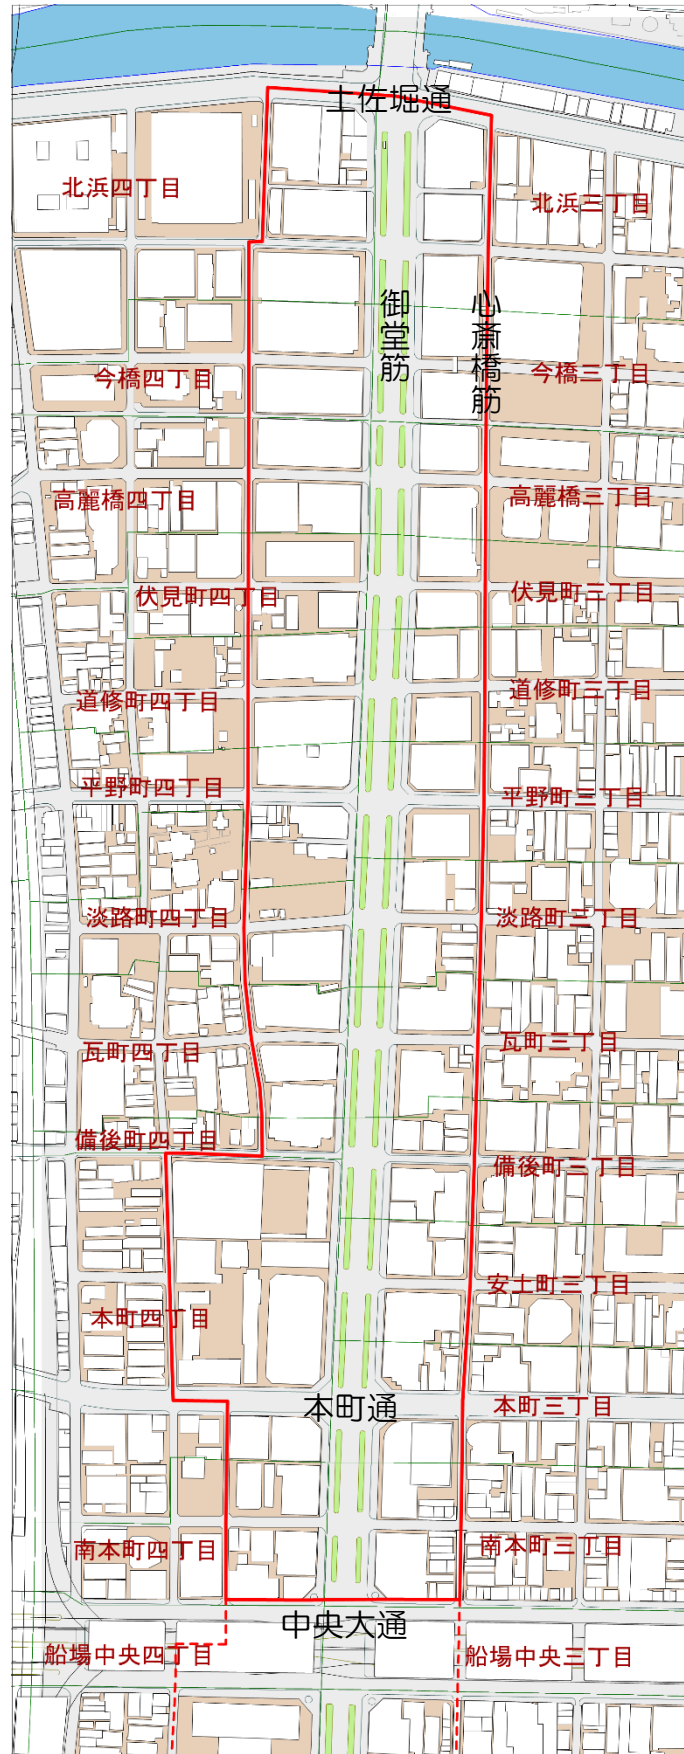 土佐堀通
北浜四丁目
北浜三丁目
御堂筋
心斎橋筋
今橋四丁目
今橋三丁目
高麗橋四丁目
高麗橋三丁目
伏見町四丁目
伏見町三丁目
道修町四丁目
道修町三丁目
平野町四丁目
平野町三丁目
淡路町四丁目
淡路町三丁目
瓦町四丁目
瓦町三丁目
備後町四丁目
備後町三丁目
安土町三丁目
本町四丁目
本町通
本町三丁目
南本町四丁目
南本町三丁目
中央大通
船場中央四丁目
船場中央三丁目